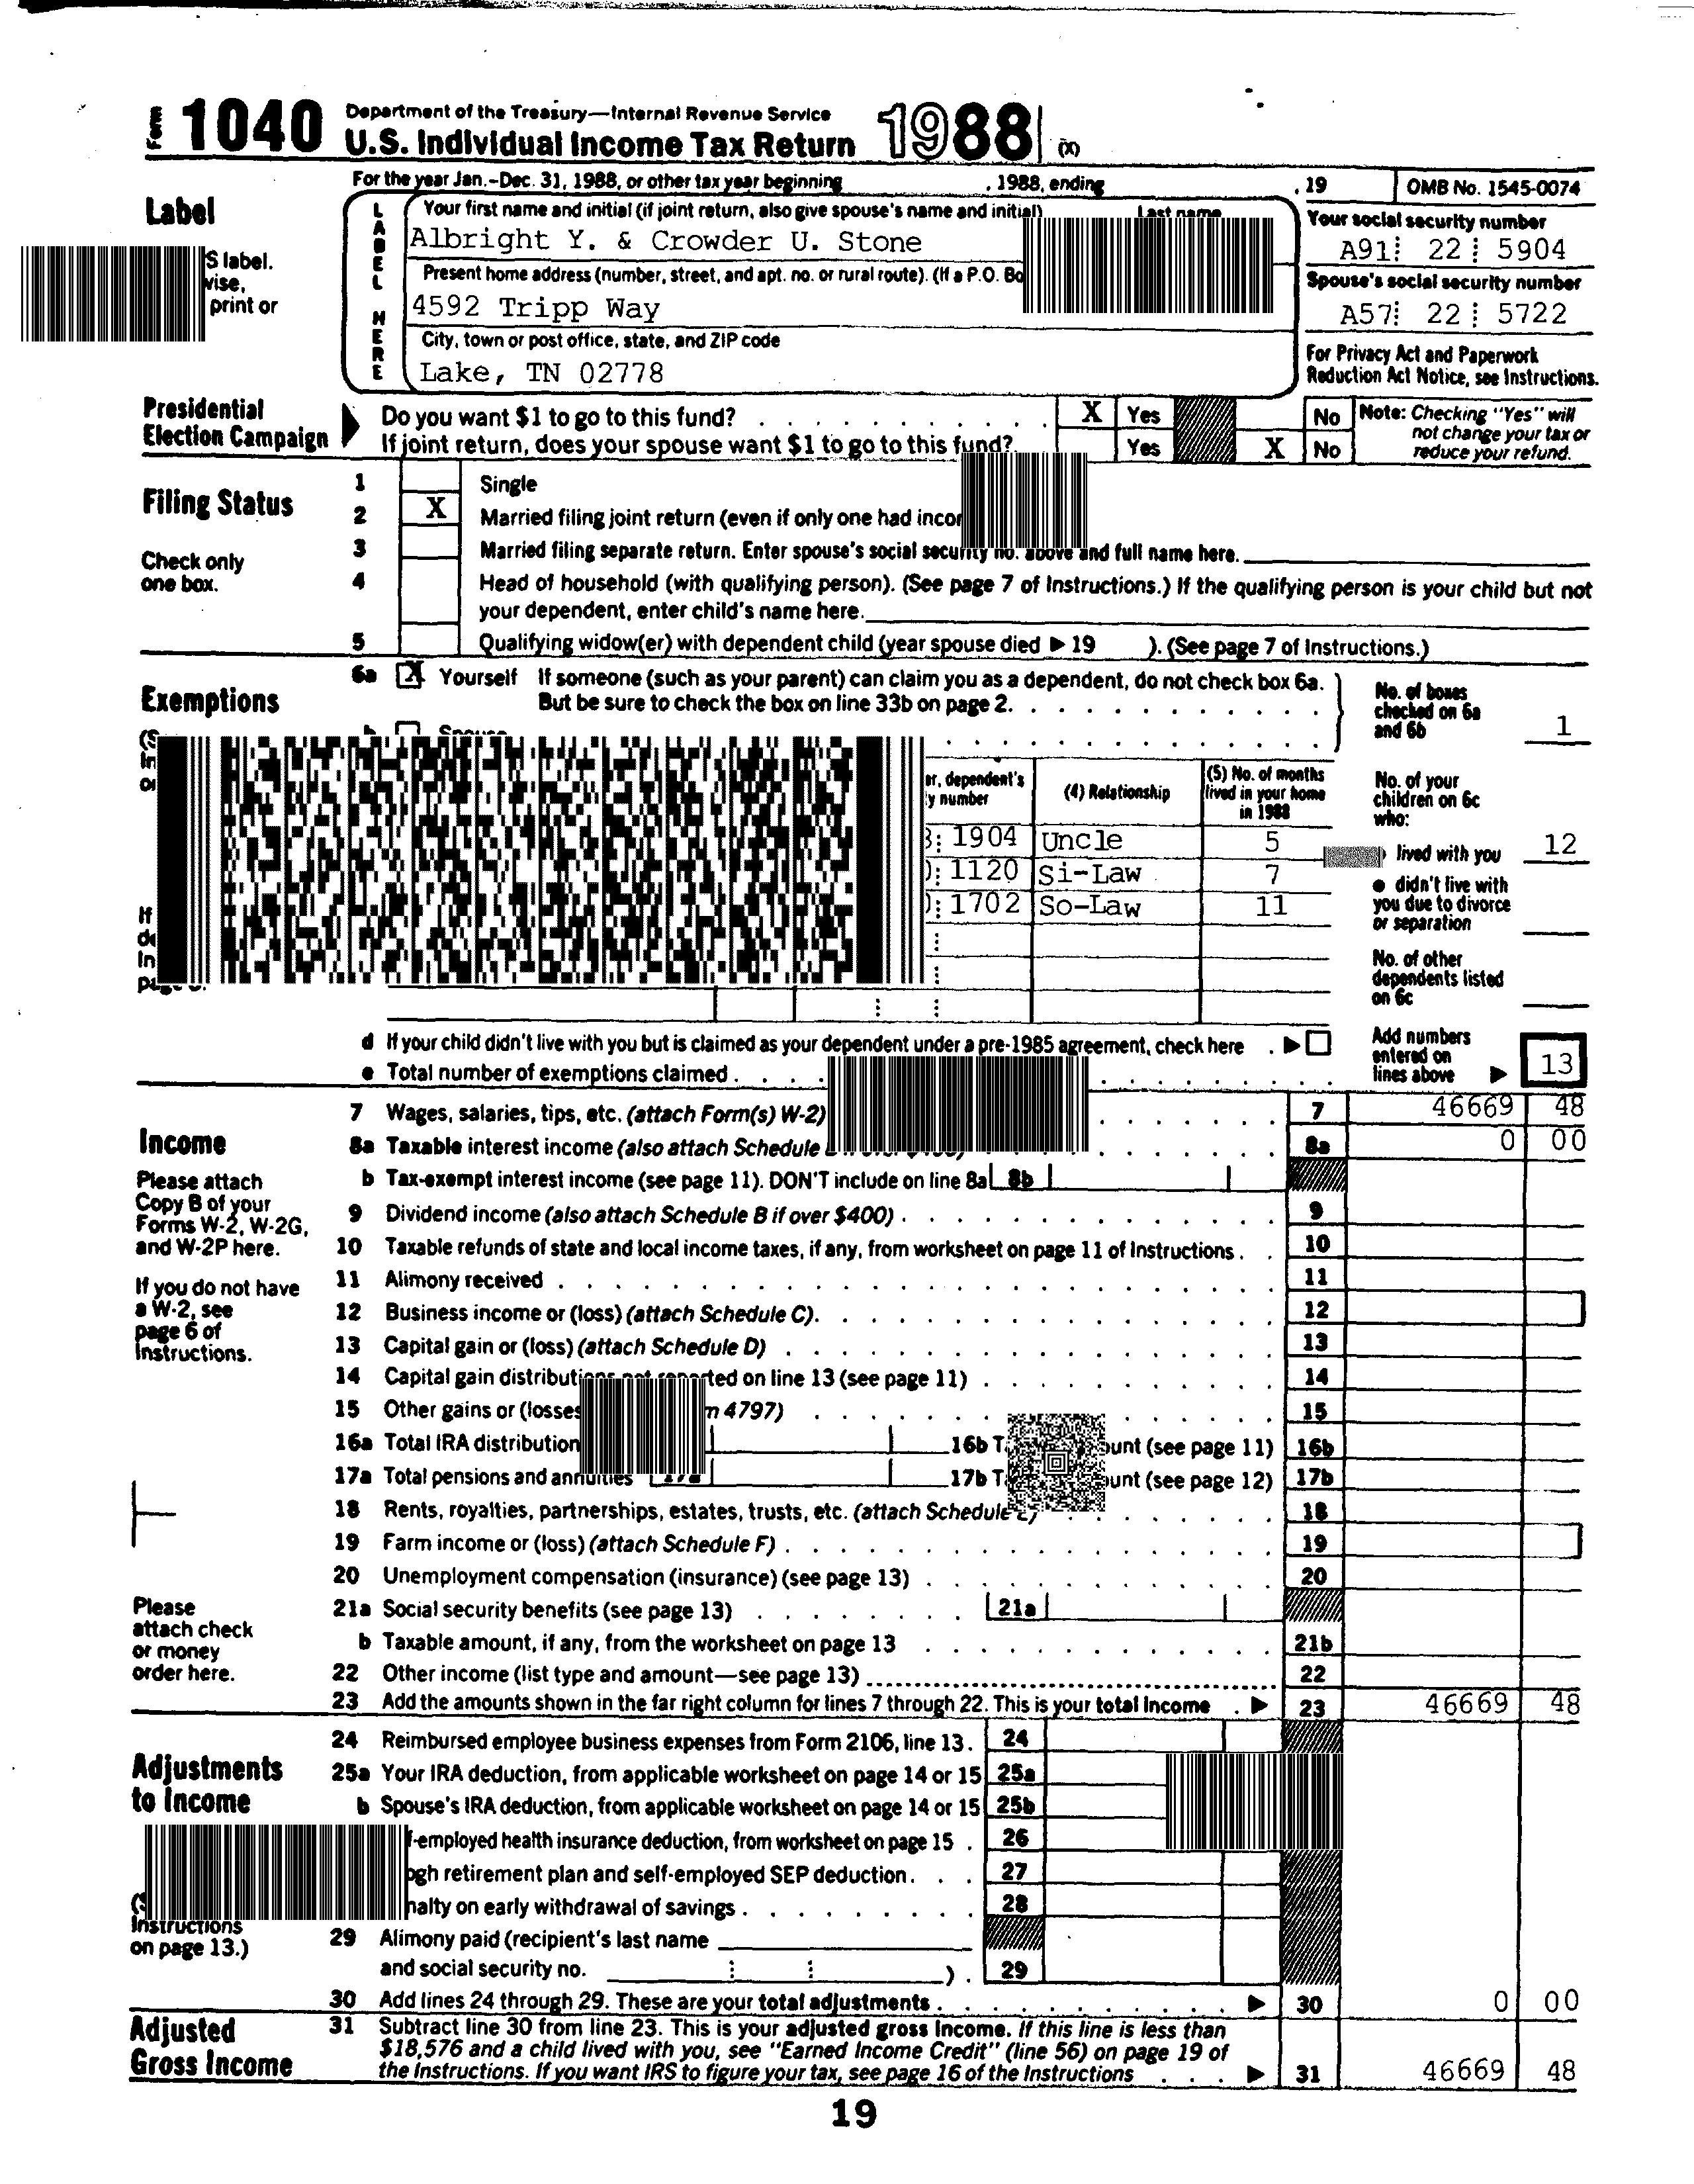 Form 1040 Department of the Treasury—Internal Revenue Service
U.S. Individual Income Tax Return 1988 (X)
For the year Jan.-Dec. 31, 1988, or other tax year beginning , 1988, ending , 19 OMB No. 1545-0074
Label
LABEL HERE
Your first name and initial (if joint return, also give spouse's name and initial) Last name
Albright Y. & Crowder U. Stone
Your social security number
A91 22 5904
S label.
print or
Present home address (number, street, and apt. no. or rural route). (If a P.O.
4592 Tripp Way
Spouse's social security number
A57 22 5722
City, town or post office, state, and ZIP code
Lake, TN 02778
For Privacy Act and Paperwork
Reduction Act Notice, see Instructions.
Presidential
Election Campaign
Do you want $1 to go to this fund? X Yes No
If joint return, does your spouse want $1 to go to this fund? Yes X No
Note: Checking "Yes" will
not change your tax or
reduce your refund.
Filing Status
Check only
one box.
1 Single
2 X Married filing joint return (even if only one had
3 Married filing separate return. Enter spouse's social security no. above and full name here.
4 Head of household (with qualifying person). (See page 7 of Instructions.) If the qualifying person is your child but not
your dependent, enter child's name here.
5 Qualifying widow(er) with dependent child (year spouse died ▶ 19 ). (See page 7 of Instructions.)
Exemptions
6a X Yourself If someone (such as your parent) can claim you as a dependent, do not check box 6a.
But be sure to check the box on line 33b on page 2.
No. of boxes
checked on 6a
and 6b 1
b Spouse
dependent's
number
(4) Relationship
(5) No. of months
lived in your home
in 1988
No. of your
children on 6c
who:
1904 Uncle 5
1120 Si-Law 7
1702 So-Law 11
lived with you 12
● didn't live with
you due to divorce
or separation
No. of other
dependents listed
on 6c
If
d If your child didn't live with you but is claimed as your dependent under a pre-1985 agreement, check here ▶
e Total number of exemptions claimed
Add numbers
entered on
lines above ▶ 13
Income
Please attach
Copy B of your
Forms W-2, W-2G,
and W-2P here.
If you do not have
a W-2, see
page 6 of
Instructions.
Please
attach check
or money
order here.
7 Wages, salaries, tips, etc. (attach Form(s) W-2) 7 46669 48
8a Taxable interest income (also attach Schedule 8a 0 00
b Tax-exempt interest income (see page 11). DON'T include on line 8a 8b
9 Dividend income (also attach Schedule B if over $400) 9
10 Taxable refunds of state and local income taxes, if any, from worksheet on page 11 of Instructions 10
11 Alimony received 11
12 Business income or (loss) (attach Schedule C) 12
13 Capital gain or (loss) (attach Schedule D) 13
14 Capital gain distributions not reported on line 13 (see page 11) 14
15 Other gains or (losses 4797) 15
16a Total IRA distribution 16b (see page 11) 16b
17a Total pensions and annuities 17a 17b (see page 12) 17b
18 Rents, royalties, partnerships, estates, trusts, etc. (attach Schedule E) 18
19 Farm income or (loss) (attach Schedule F) 19
20 Unemployment compensation (insurance) (see page 13) 20
21a Social security benefits (see page 13) 21a
b Taxable amount, if any, from the worksheet on page 13 21b
22 Other income (list type and amount—see page 13) 22
23 Add the amounts shown in the far right column for lines 7 through 22. This is your total income ▶ 23 46669 48
Adjustments
to Income
Instructions
on page 13.)
24 Reimbursed employee business expenses from Form 2106, line 13. 24
25a Your IRA deduction, from applicable worksheet on page 14 or 15 25a
b Spouse's IRA deduction, from applicable worksheet on page 14 or 15 25b
f-employed health insurance deduction, from worksheet on page 15 26
retirement plan and self-employed SEP deduction 27
nalty on early withdrawal of savings 28
29 Alimony paid (recipient's last name
and social security no. ). 29
30 Add lines 24 through 29. These are your total adjustments ▶ 30 0 00
Adjusted
Gross Income
31 Subtract line 30 from line 23. This is your adjusted gross income. If this line is less than
$18,576 and a child lived with you, see "Earned Income Credit" (line 56) on page 19 of
the Instructions. If you want IRS to figure your tax, see page 16 of the Instructions ▶ 31 46669 48
19